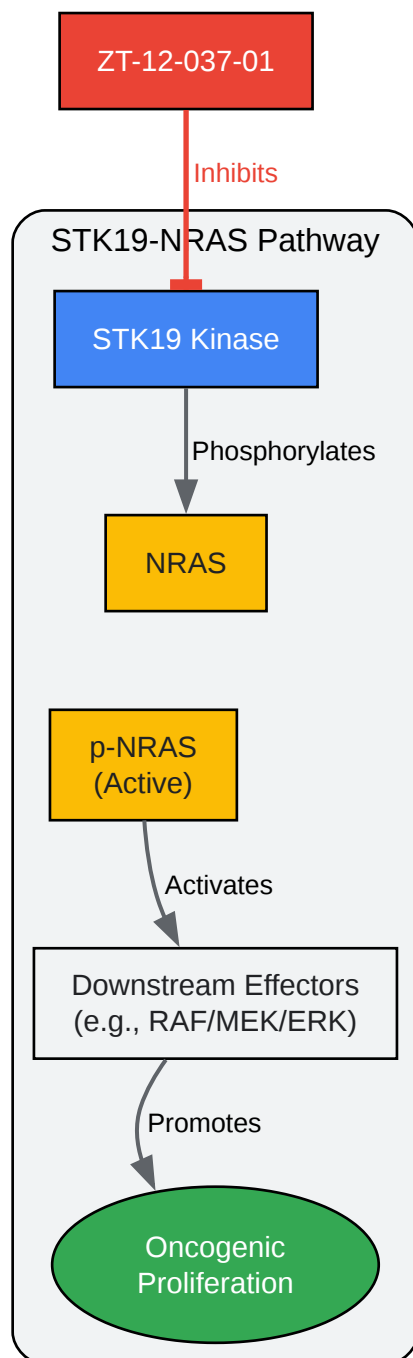 ZT-12-037-01
Inhibits
STK19-NRAS Pathway
STK19 Kinase
Phosphorylates
NRAS
p-NRAS
(Active)
Activates
Downstream Effectors
(e.g., RAF/MEK/ERK)
Promotes
Oncogenic
Proliferation